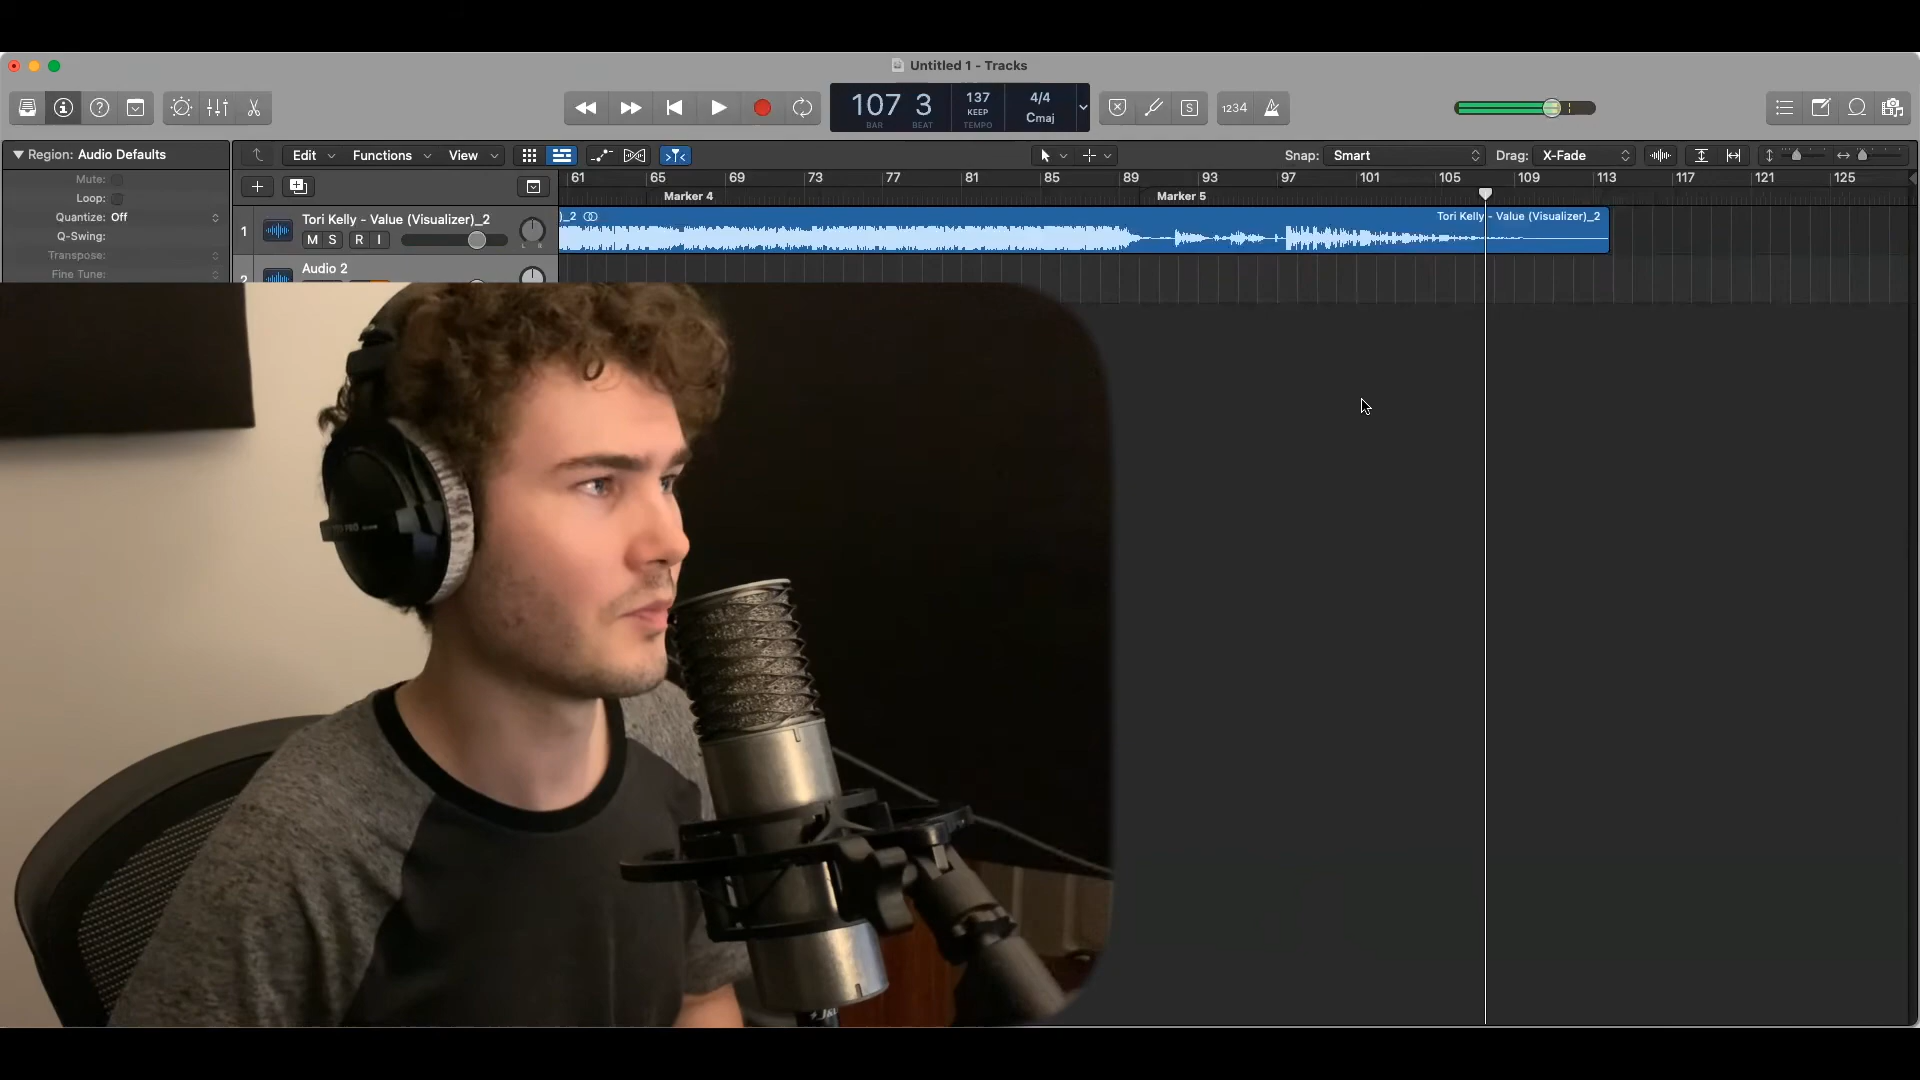 Untitled 1 - Tracks
107 3
BAR BEAT
137
KEEP
TEMPO
4/4
Cmaj
S
1234
Region: Audio Defaults
Edit
Functions
View
Snap: Smart
Drag: X-Fade
Mute:
Loop:
Quantize: Off
Q-Swing:
Transpose:
Fine Tune:
61 65 69 73 77 81 85 89 93 97 101 105 109 113 117 121 125
Marker 4
Marker 5
1
Tori Kelly - Value (Visualizer)_2
M S R I
L R
)_2
Tori Kelly - Value (Visualizer)_2
2
Audio 2